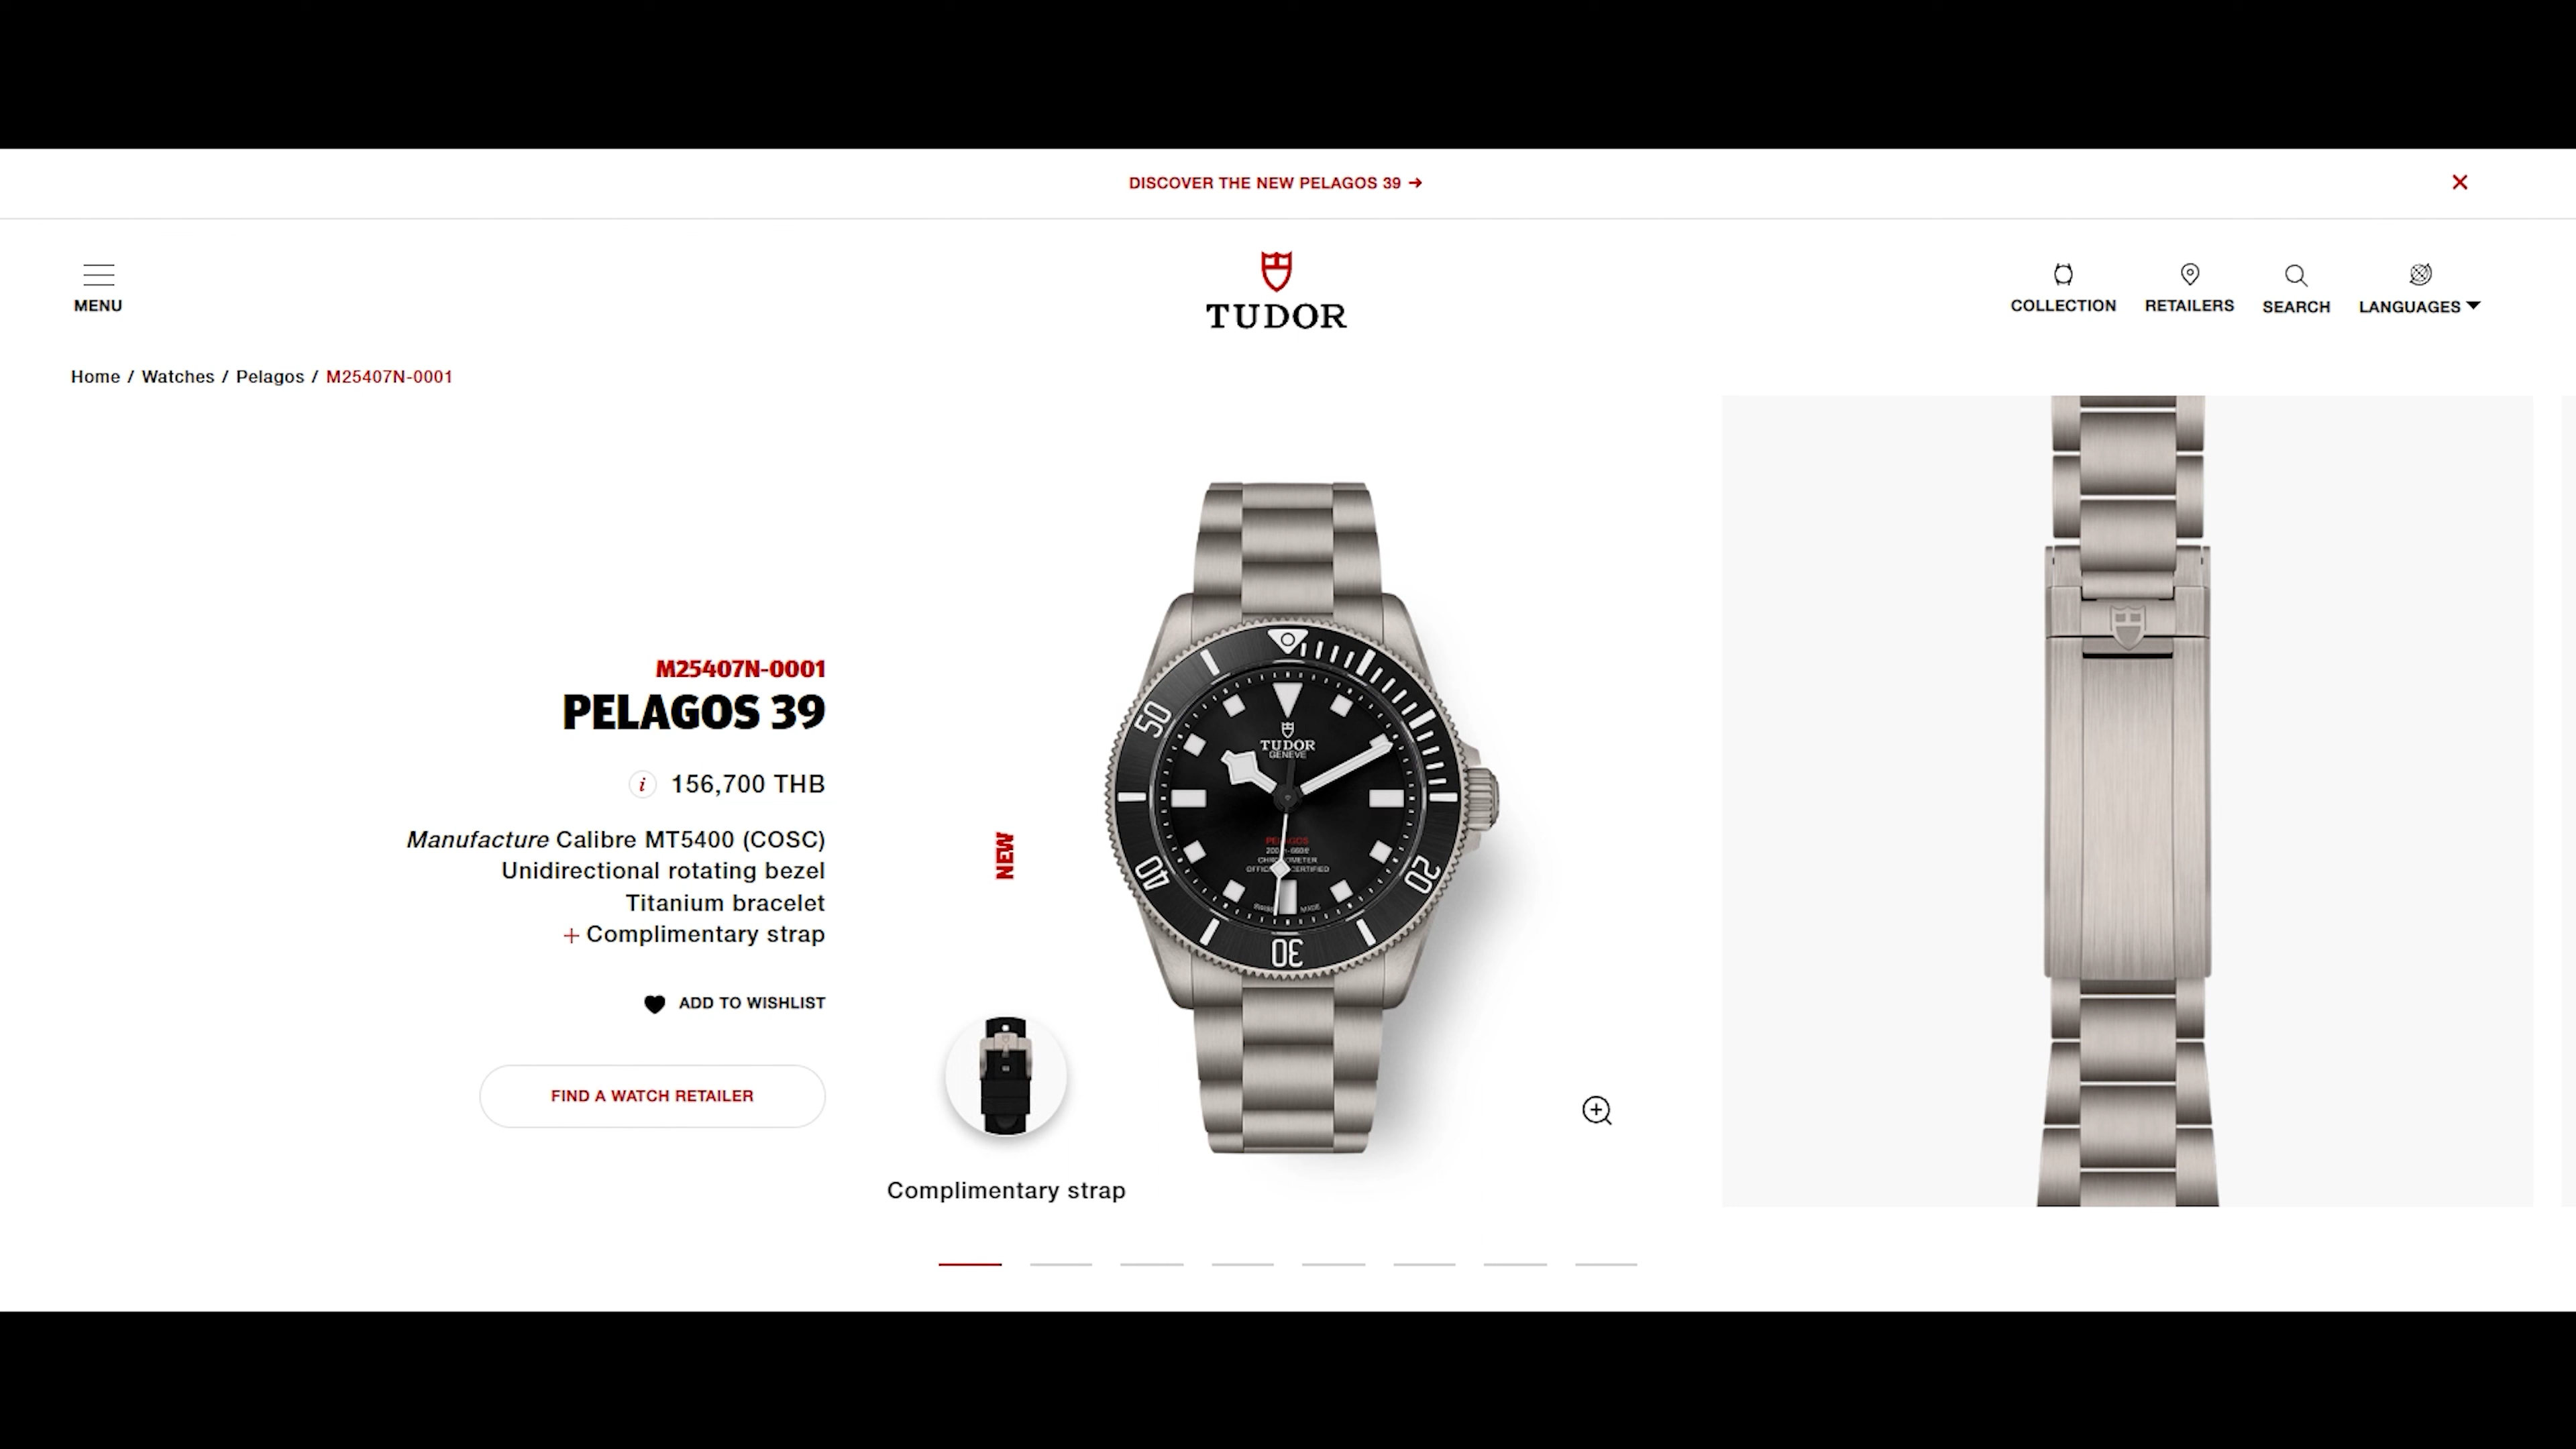 DISCOVER THE NEW PELAGOS 39 →
MENU
TUDOR
COLLECTION
RETAILERS
SEARCH
LANGUAGES
Home / Watches / Pelagos / M25407N-0001
M25407N-0001
PELAGOS 39
i 156,700 THB
Manufacture Calibre MT5400 (COSC)
Unidirectional rotating bezel
Titanium bracelet
+ Complimentary strap
ADD TO WISHLIST
FIND A WATCH RETAILER
NEW
50
40
30
20
TUDOR
GENEVE
CERTIFIED
MADE
Complimentary strap